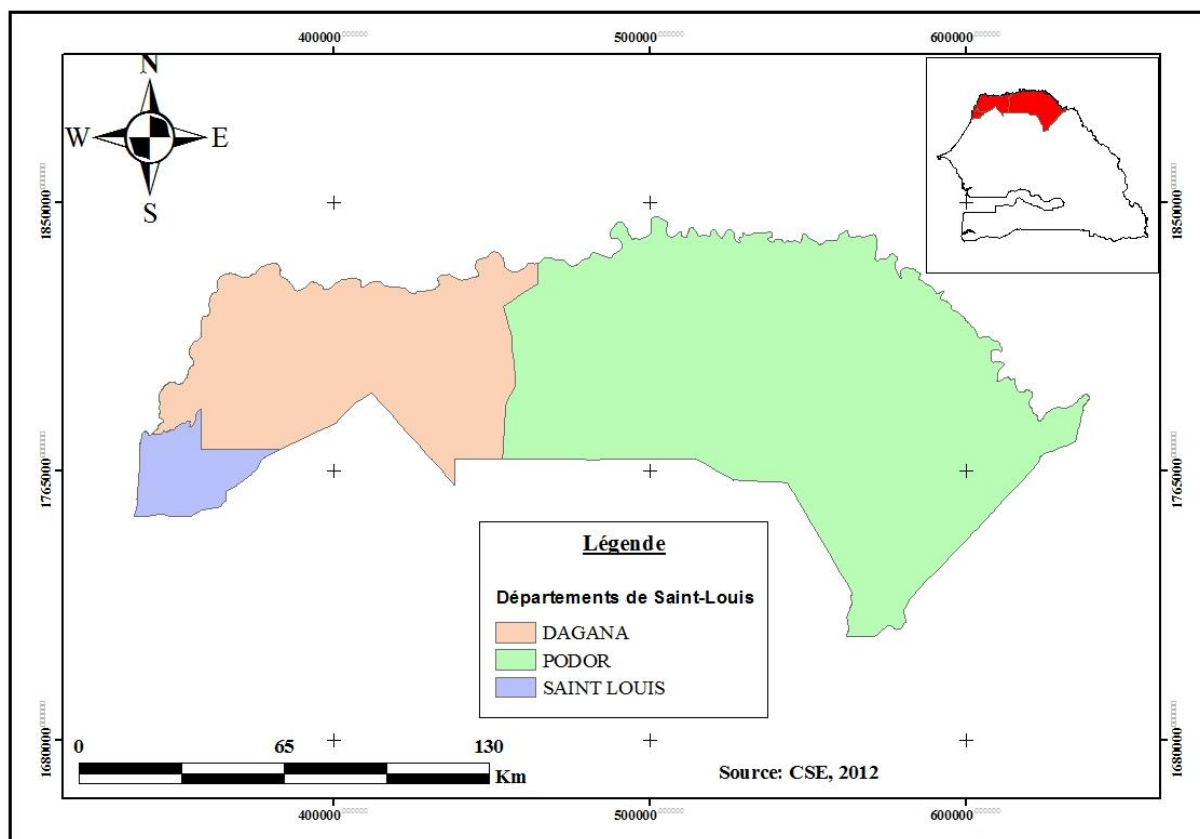 400000 500000 600000
N
W E
S
1850000 1850000
1765000 1765000
Légende
Départements de Saint-Louis
DAGANA
PODOR
SAINT LOUIS
1680000 1680000
0 65 130
Km
Source: CSE, 2012
400000 500000 600000